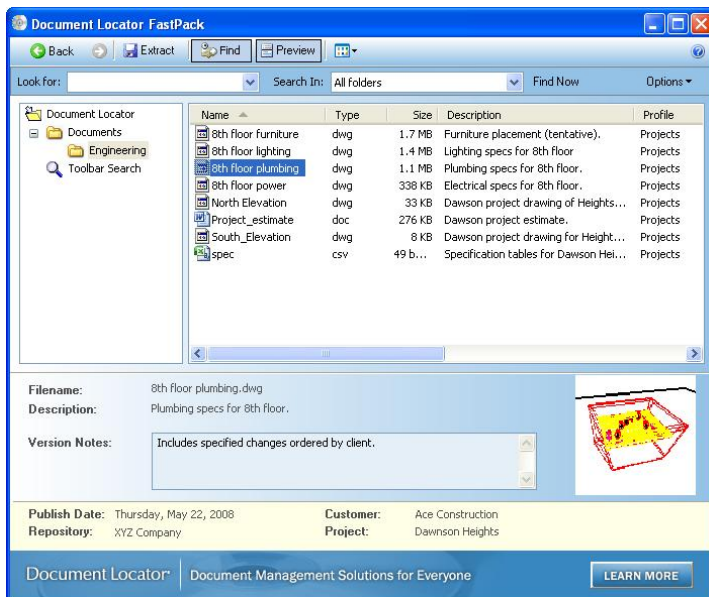 Document Locator FastPack
Back Extract Find Preview
Look for: Search In: All folders Find Now Options
Document Locator
Documents
Engineering
Toolbar Search
Name Type Size Description Profile
8th floor furniture dwg 1.7 MB Furniture placement (tentative). Projects
8th floor lighting dwg 1.4 MB Lighting specs for 8th floor Projects
8th floor plumbing dwg 1.1 MB Plumbing specs for 8th floor. Projects
8th floor power dwg 338 KB Electrical specs for 8th floor. Projects
North Elevation dwg 33 KB Dawson project drawing of Heights... Projects
Project_estimate doc 276 KB Dawson project estimate. Projects
South_Elevation dwg 8 KB Dawson project drawing for Height... Projects
spec csv 49 b... Specification tables for Dawson Hei... Projects
Filename: 8th floor plumbing.dwg
Description: Plumbing specs for 8th floor.
Version Notes: Includes specified changes ordered by client.
Publish Date: Thursday, May 22, 2008 Customer: Ace Construction
Repository: XYZ Company Project: Dawnson Heights
Document Locator Document Management Solutions for Everyone LEARN MORE